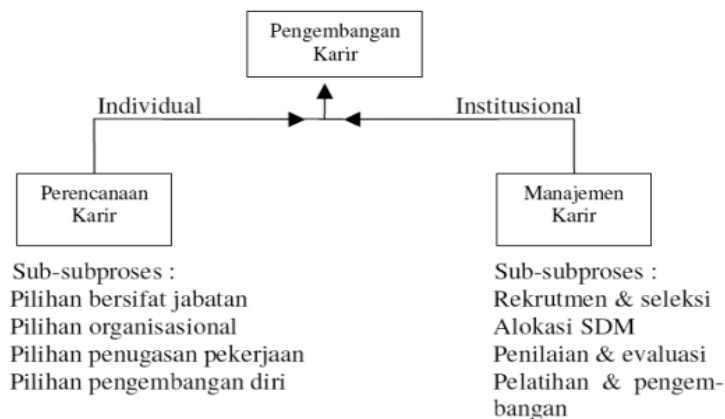 Pengembangan
Karir
Individual
Institusional
Perencanaan
Karir
Manajemen
Karir
Sub-subproses :
Pilihan bersifat jabatan
Pilihan organisasional
Pilihan penugasan pekerjaan
Pilihan pengembangan diri
Sub-subproses :
Rekrutmen & seleksi
Alokasi SDM
Penilaian & evaluasi
Pelatihan & pengem-
bangan